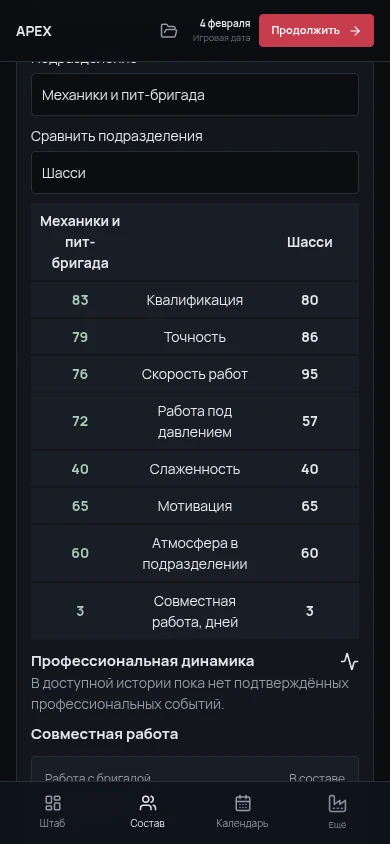 APEX
4 февраля
Игровая дата
Продолжить
Подразделение
Механики и пит-бригада
Сравнить подразделения
Шасси
Механики и
пит-
бригада
Шасси
83 Квалификация 80
79 Точность 86
76 Скорость работ 95
72 Работа под давлением 57
40 Слаженность 40
65 Мотивация 65
60 Атмосфера в подразделении 60
3 Совместная работа, дней 3
Профессиональная динамика
В доступной истории пока нет подтверждённых
профессиональных событий.
Совместная работа
Работа с бригадой В составе
Штаб Состав Календарь Ещё